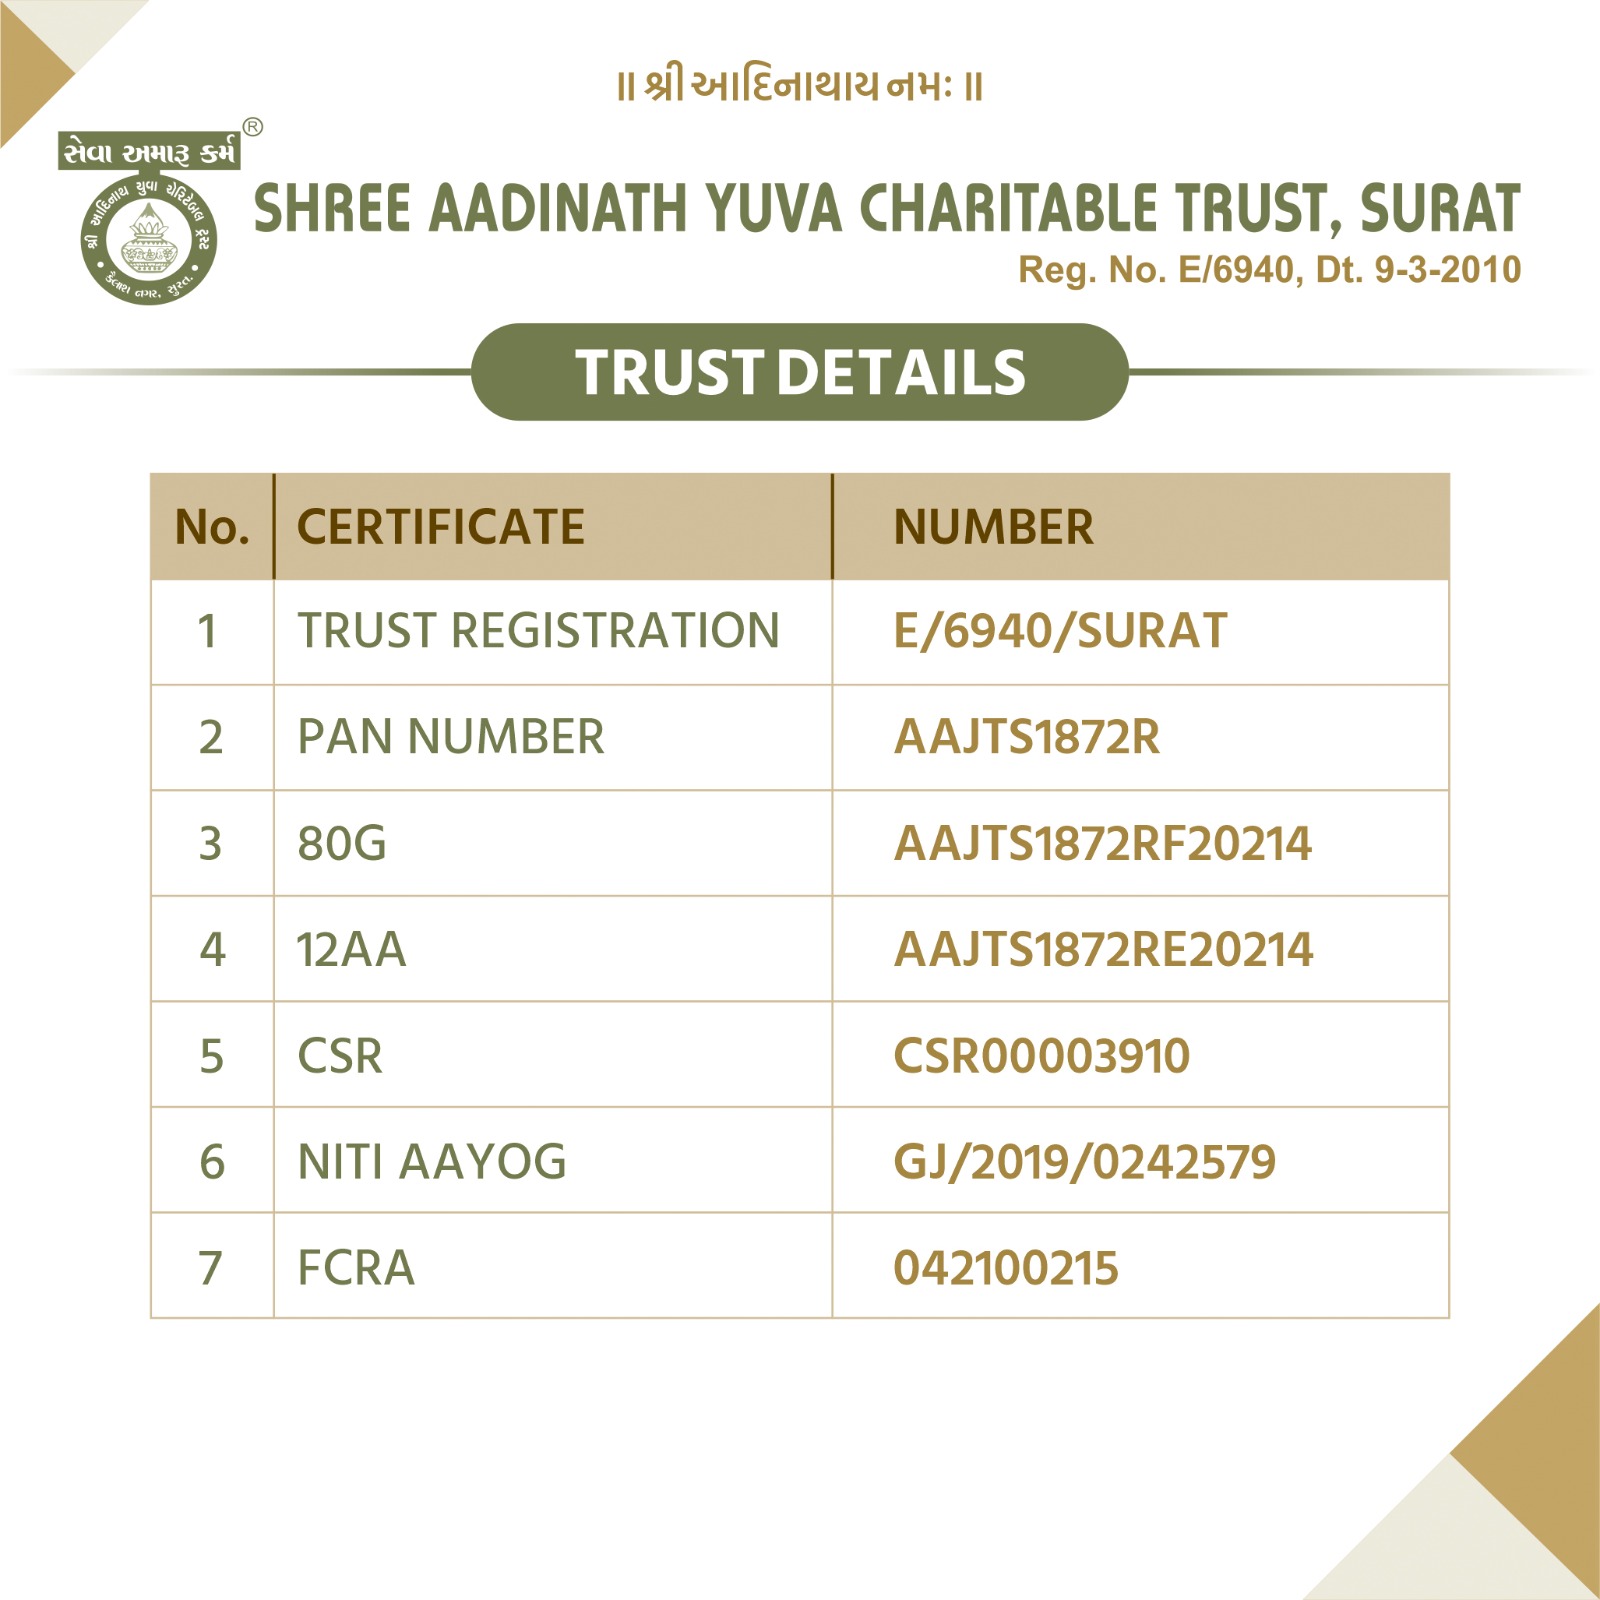 ॥ શ્રી આદિનાથાય નમઃ ॥
સેવા અમારૂ કર્મ ®
શ્રી આદિનાથ યુવા ચેરિટેબલ ટ્રસ્ટ
કૈલાશ નગર, સુરત.
SHREE AADINATH YUVA CHARITABLE TRUST, SURAT
Reg. No. E/6940, Dt. 9-3-2010
TRUST DETAILS
No. CERTIFICATE NUMBER
1 TRUST REGISTRATION E/6940/SURAT
2 PAN NUMBER AAJTS1872R
3 80G AAJTS1872RF20214
4 12AA AAJTS1872RE20214
5 CSR CSR00003910
6 NITI AAYOG GJ/2019/0242579
7 FCRA 042100215